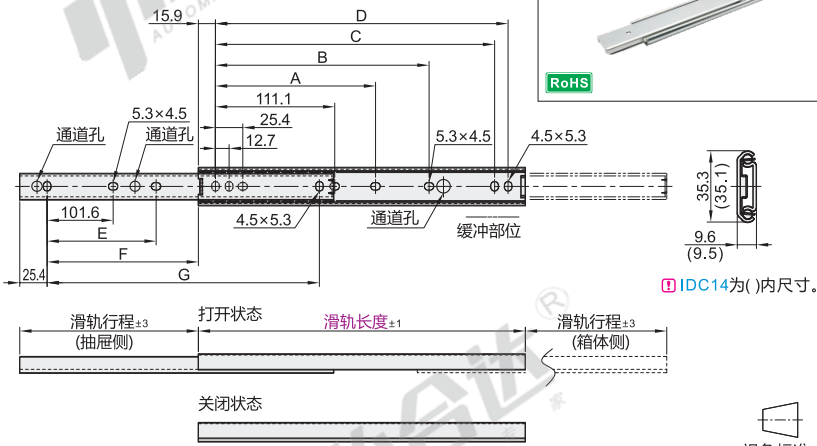 15.9
D
C
B
A
111.1
25.4
12.7
RoHS
通道孔
5.3×4.5
通道孔
5.3×4.5
4.5×5.3
101.6
E
F
G
25.4
4.5×5.3
通道孔
缓冲部位
35.3
(35.1)
9.6
(9.5)
! IDC14为( )内尺寸。
滑轨行程±3
(抽屉侧)
打开状态
滑轨长度±1
滑轨行程±3
(箱体侧)
关闭状态